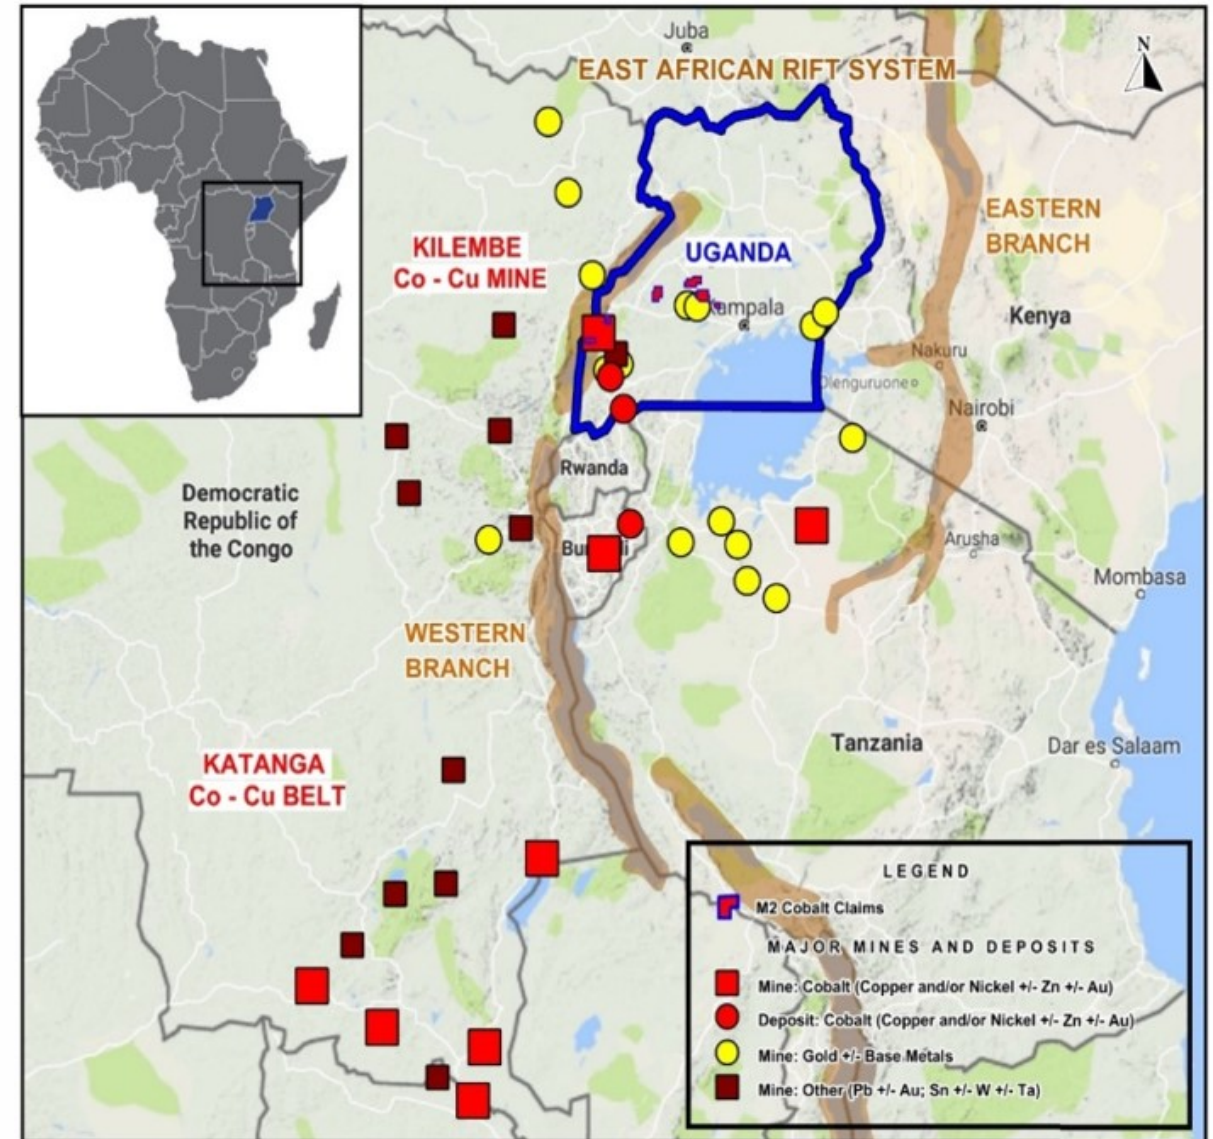 Juba
N
EAST AFRICAN RIFT SYSTEM
EASTERN
BRANCH
KILEMBE
Co - Cu MINE
UGANDA
Kampala
Kenya
Nakuru
Olenguruone
Nairobi
Rwanda
Democratic
Republic of
the Congo
Arusha
Mombasa
WESTERN
BRANCH
Tanzania
Dar es Salaam
KATANGA
Co - Cu BELT
LEGEND
M2 Cobalt Claims
MAJOR MINES AND DEPOSITS
Mine: Cobalt (Copper and/or Nickel +/- Zn +/- Au)
Deposit: Cobalt (Copper and/or Nickel +/- Zn +/- Au)
Mine: Gold +/- Base Metals
Mine: Other (Pb +/- Au; Sn +/- W +/- Ta)